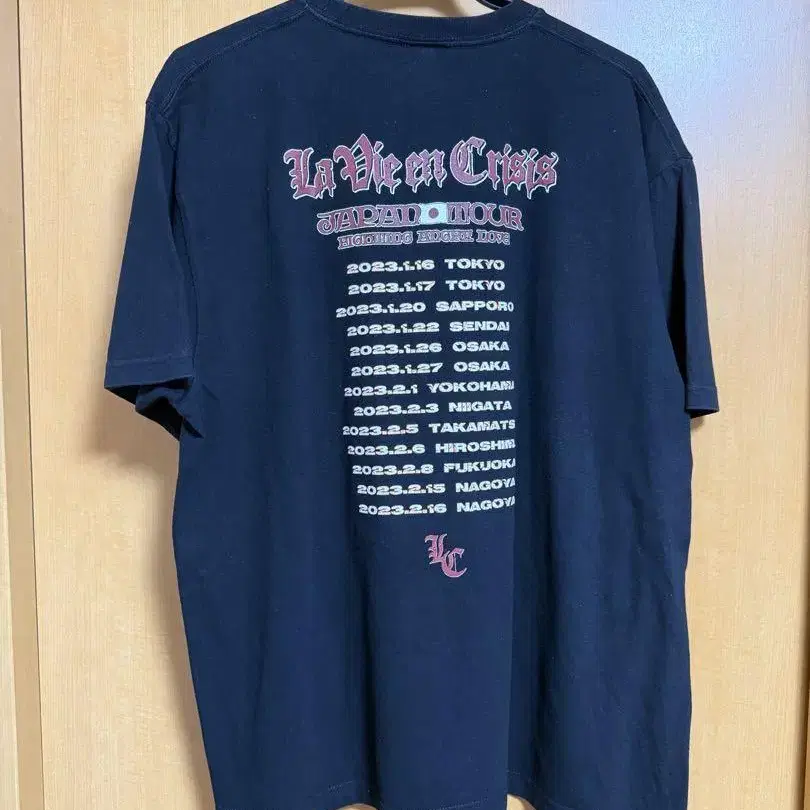 La Vie en Crisis
JAPAN TOUR
2023.1.16 TOKYO
2023.1.17 TOKYO
2023.1.20 SAPPORO
2023.1.22 SENDAI
2023.1.26 OSAKA
2023.1.27 OSAKA
2023.2.1 YOKOHAMA
2023.2.3 NIIGATA
2023.2.5 TAKAMATS
2023.2.6 HIROSHIMA
2023.2.8 FUKUOKA
2023.2.15 NAGOYA
2023.2.16 NAGOYA
LC